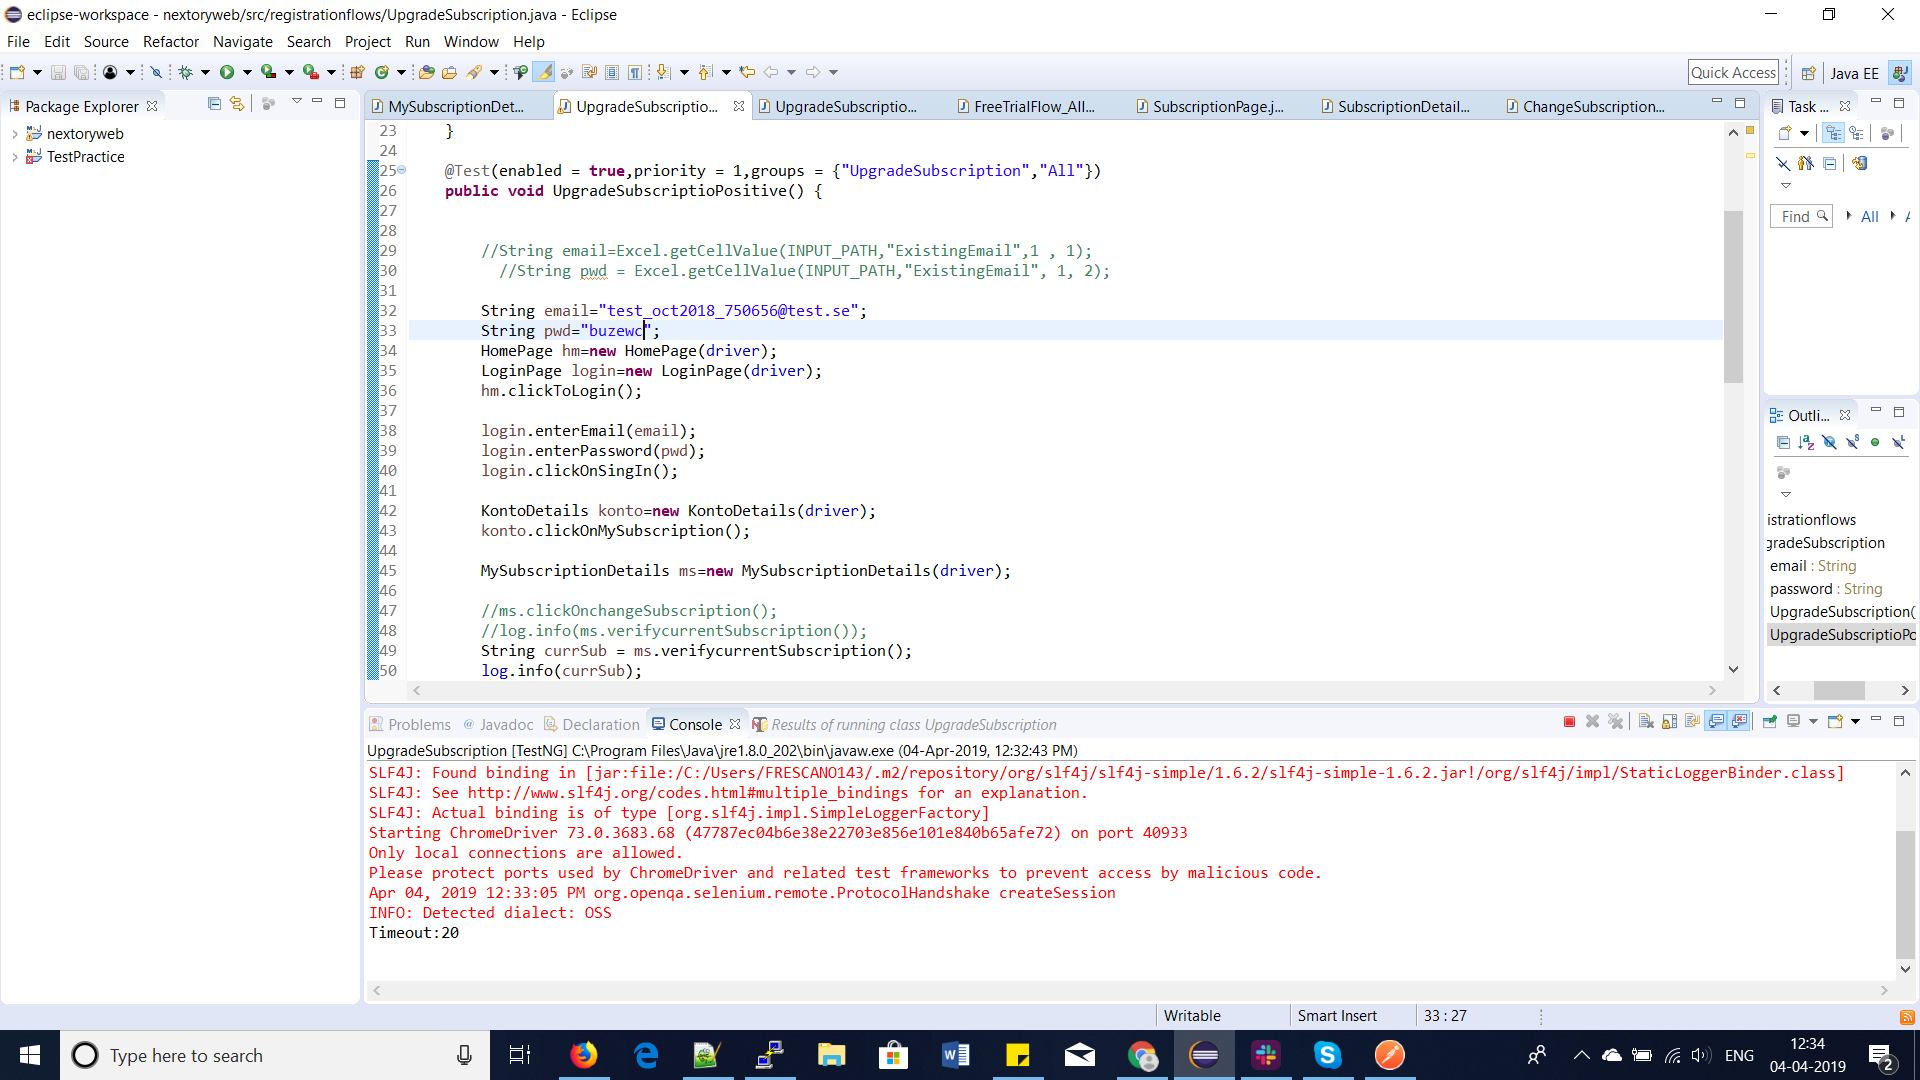 eclipse-workspace - nextoryweb/src/registrationflows/UpgradeSubscription.java - Eclipse
File Edit Source Refactor Navigate Search Project Run Window Help
Quick Access
Java EE
Package Explorer
nextoryweb
TestPractice
MySubscriptionDet...
UpgradeSubscriptio...
UpgradeSubscriptio...
FreeTrialFlow_All...
SubscriptionPage.j...
SubscriptionDetail...
ChangeSubscription...
23 }
24
25 @Test(enabled = true,priority = 1,groups = {"UpgradeSubscription","All"})
26 public void UpgradeSubscriptioPositive() {
27
28
29 //String email=Excel.getCellValue(INPUT_PATH,"ExistingEmail",1 , 1);
30 //String pwd = Excel.getCellValue(INPUT_PATH,"ExistingEmail", 1, 2);
31
32 String email="test_oct2018_750656@test.se";
33 String pwd="buzewc";
34 HomePage hm=new HomePage(driver);
35 LoginPage login=new LoginPage(driver);
36 hm.clickToLogin();
37
38 login.enterEmail(email);
39 login.enterPassword(pwd);
40 login.clickOnSingIn();
41
42 KontoDetails konto=new KontoDetails(driver);
43 konto.clickOnMySubscription();
44
45 MySubscriptionDetails ms=new MySubscriptionDetails(driver);
46
47 //ms.clickOnchangeSubscription();
48 //log.info(ms.verifycurrentSubscription());
49 String currSub = ms.verifycurrentSubscription();
50 log.info(currSub);
Task ...
Find
All
Outli...
istrationflows
gradeSubscription
email : String
password : String
UpgradeSubscription(
UpgradeSubscriptioPo
Problems
@ Javadoc
Declaration
Console
Results of running class UpgradeSubscription
UpgradeSubscription [TestNG] C:\Program Files\Java\jre1.8.0_202\bin\javaw.exe (04-Apr-2019, 12:32:43 PM)
SLF4J: Found binding in [jar:file:/C:/Users/FRESCANO143/.m2/repository/org/slf4j/slf4j-simple/1.6.2/slf4j-simple-1.6.2.jar!/org/slf4j/impl/StaticLoggerBinder.class]
SLF4J: See http://www.slf4j.org/codes.html#multiple_bindings for an explanation.
SLF4J: Actual binding is of type [org.slf4j.impl.SimpleLoggerFactory]
Starting ChromeDriver 73.0.3683.68 (47787ec04b6e38e22703e856e101e840b65afe72) on port 40933
Only local connections are allowed.
Please protect ports used by ChromeDriver and related test frameworks to prevent access by malicious code.
Apr 04, 2019 12:33:05 PM org.openqa.selenium.remote.ProtocolHandshake createSession
INFO: Detected dialect: OSS
Timeout:20
Writable
Smart Insert
33 : 27
Type here to search
ENG
12:34
04-04-2019
2